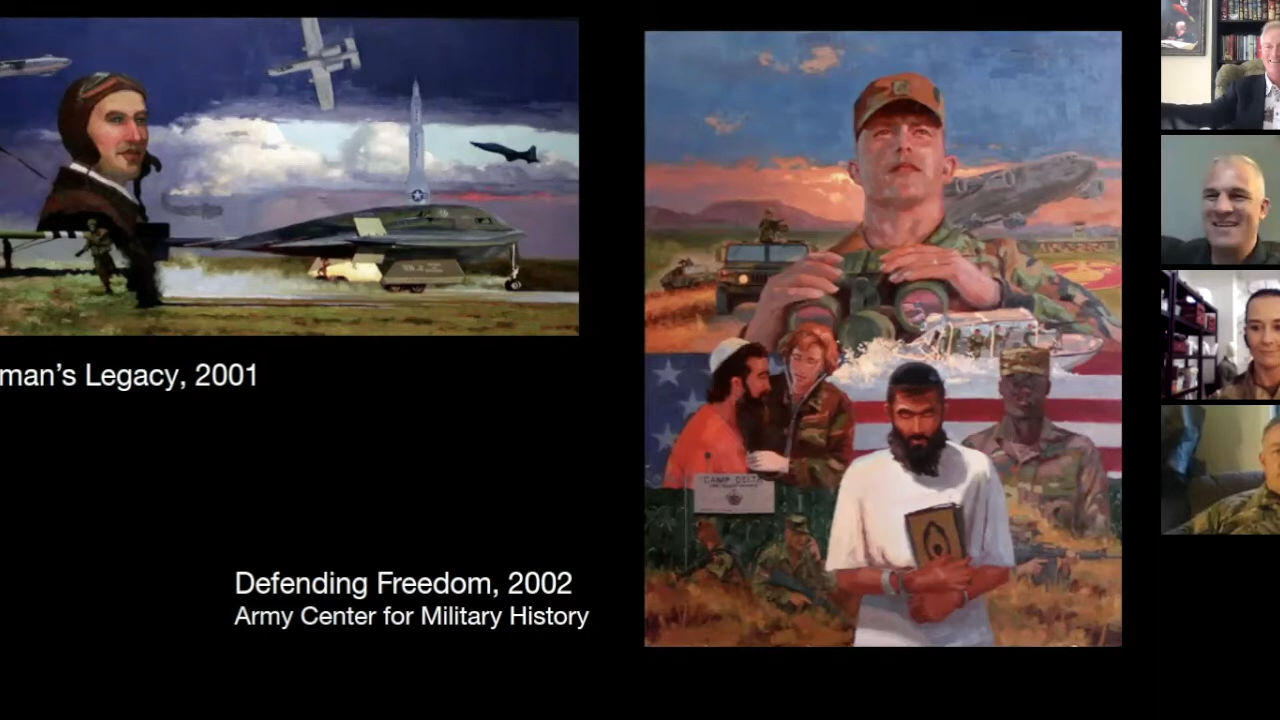 man's Legacy, 2001
CAMP DELTA
Defending Freedom, 2002
Army Center for Military History